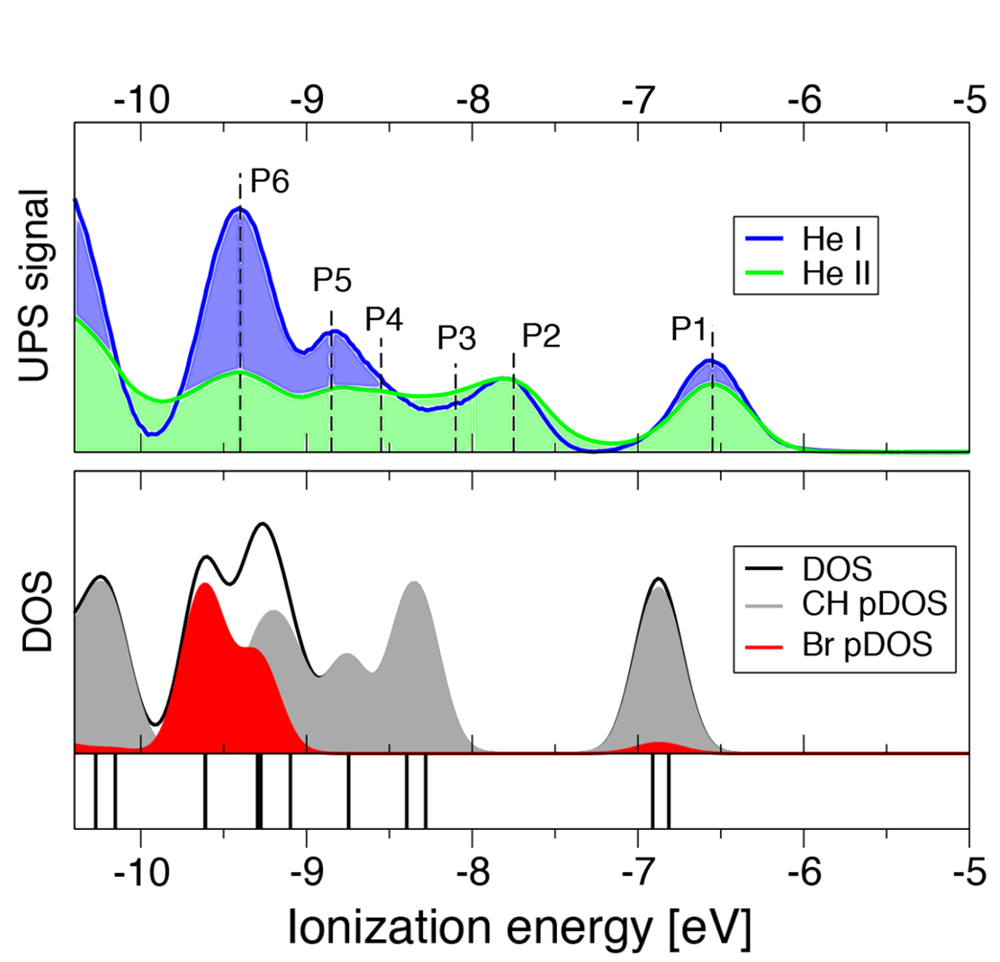 -10 -9 -8 -7 -6 -5
UPS signal
P6
P5
P4
P3
P2
P1
He I
He II
DOS
DOS
CH pDOS
Br pDOS
-10 -9 -8 -7 -6 -5
Ionization energy [eV]